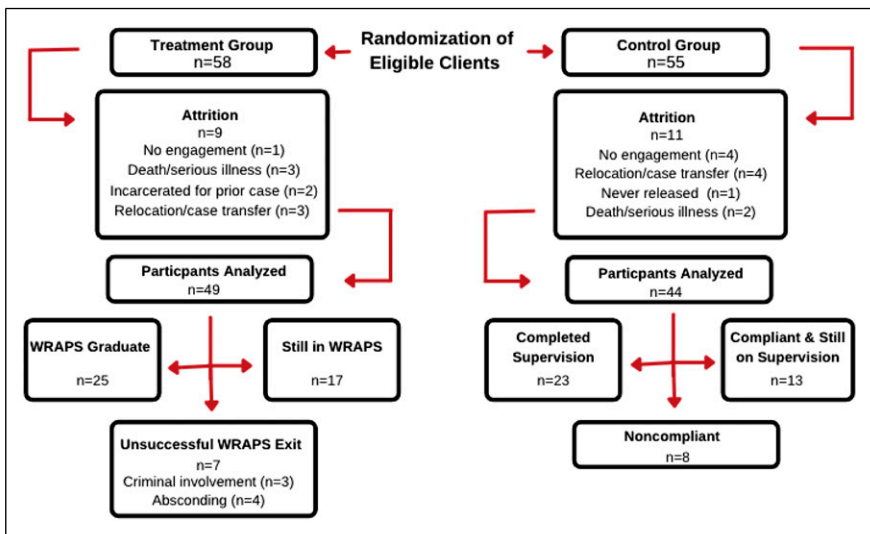 Randomization of
Eligible Clients
Treatment Group
n=58
Attrition
n=9
No engagement (n=1)
Death/serious illness (n=3)
Incarcerated for prior case (n=2)
Relocation/case transfer (n=3)
Particpants Analyzed
n=49
WRAPS Graduate
n=25
Still in WRAPS
n=17
Unsuccessful WRAPS Exit
n=7
Criminal involvement (n=3)
Absconding (n=4)
Control Group
n=55
Attrition
n=11
No engagement (n=4)
Relocation/case transfer (n=4)
Never released (n=1)
Death/serious illness (n=2)
Particpants Analyzed
n=44
Completed
Supervision
n=23
Compliant & Still
on Supervision
n=13
Noncompliant
n=8